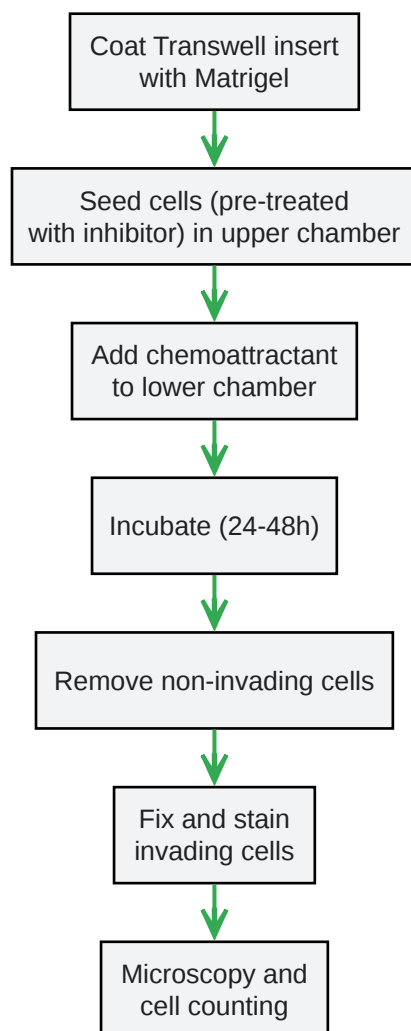 Coat Transwell insert
with Matrigel
Seed cells (pre-treated
with inhibitor) in upper chamber
Add chemoattractant
to lower chamber
Incubate (24-48h)
Remove non-invading cells
Fix and stain
invading cells
Microscopy and
cell counting